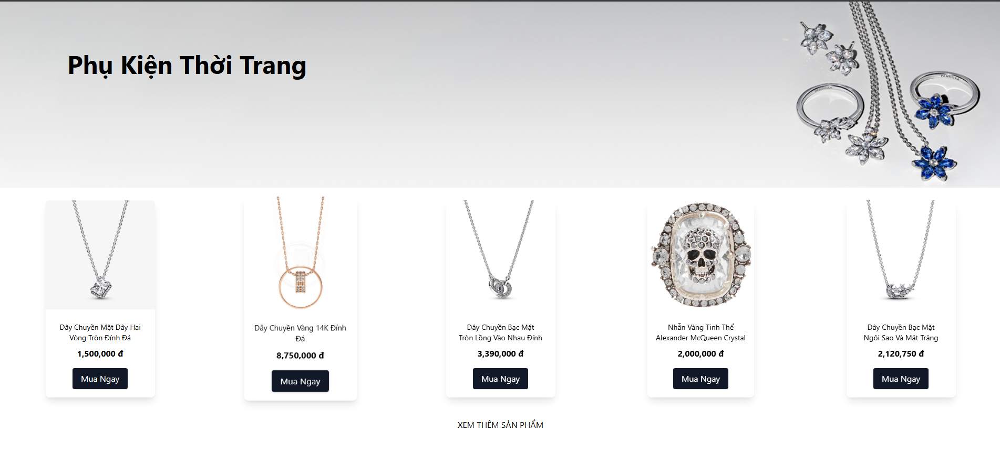 Phụ Kiện Thời Trang
PANDORA
Dây Chuyền Mặt Dây Hai
Vòng Tròn Đính Đá
1,500,000 đ
Mua Ngay
Dây Chuyền Vàng 14K Đính
Đá
8,750,000 đ
Mua Ngay
Dây Chuyền Bạc Mặt
Tròn Lồng Vào Nhau Đính
3,390,000 đ
Mua Ngay
Nhẫn Vàng Tinh Thể
Alexander McQueen Crystal
2,000,000 đ
Mua Ngay
Dây Chuyền Bạc Mặt
Ngôi Sao Và Mặt Trăng
2,120,750 đ
Mua Ngay
XEM THÊM SẢN PHẨM